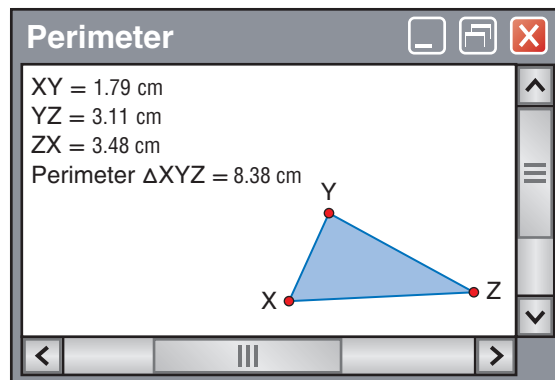 Perimeter
XY = 1.79 cm
YZ = 3.11 cm
ZX = 3.48 cm
Perimeter ΔXYZ = 8.38 cm
Y
X
Z